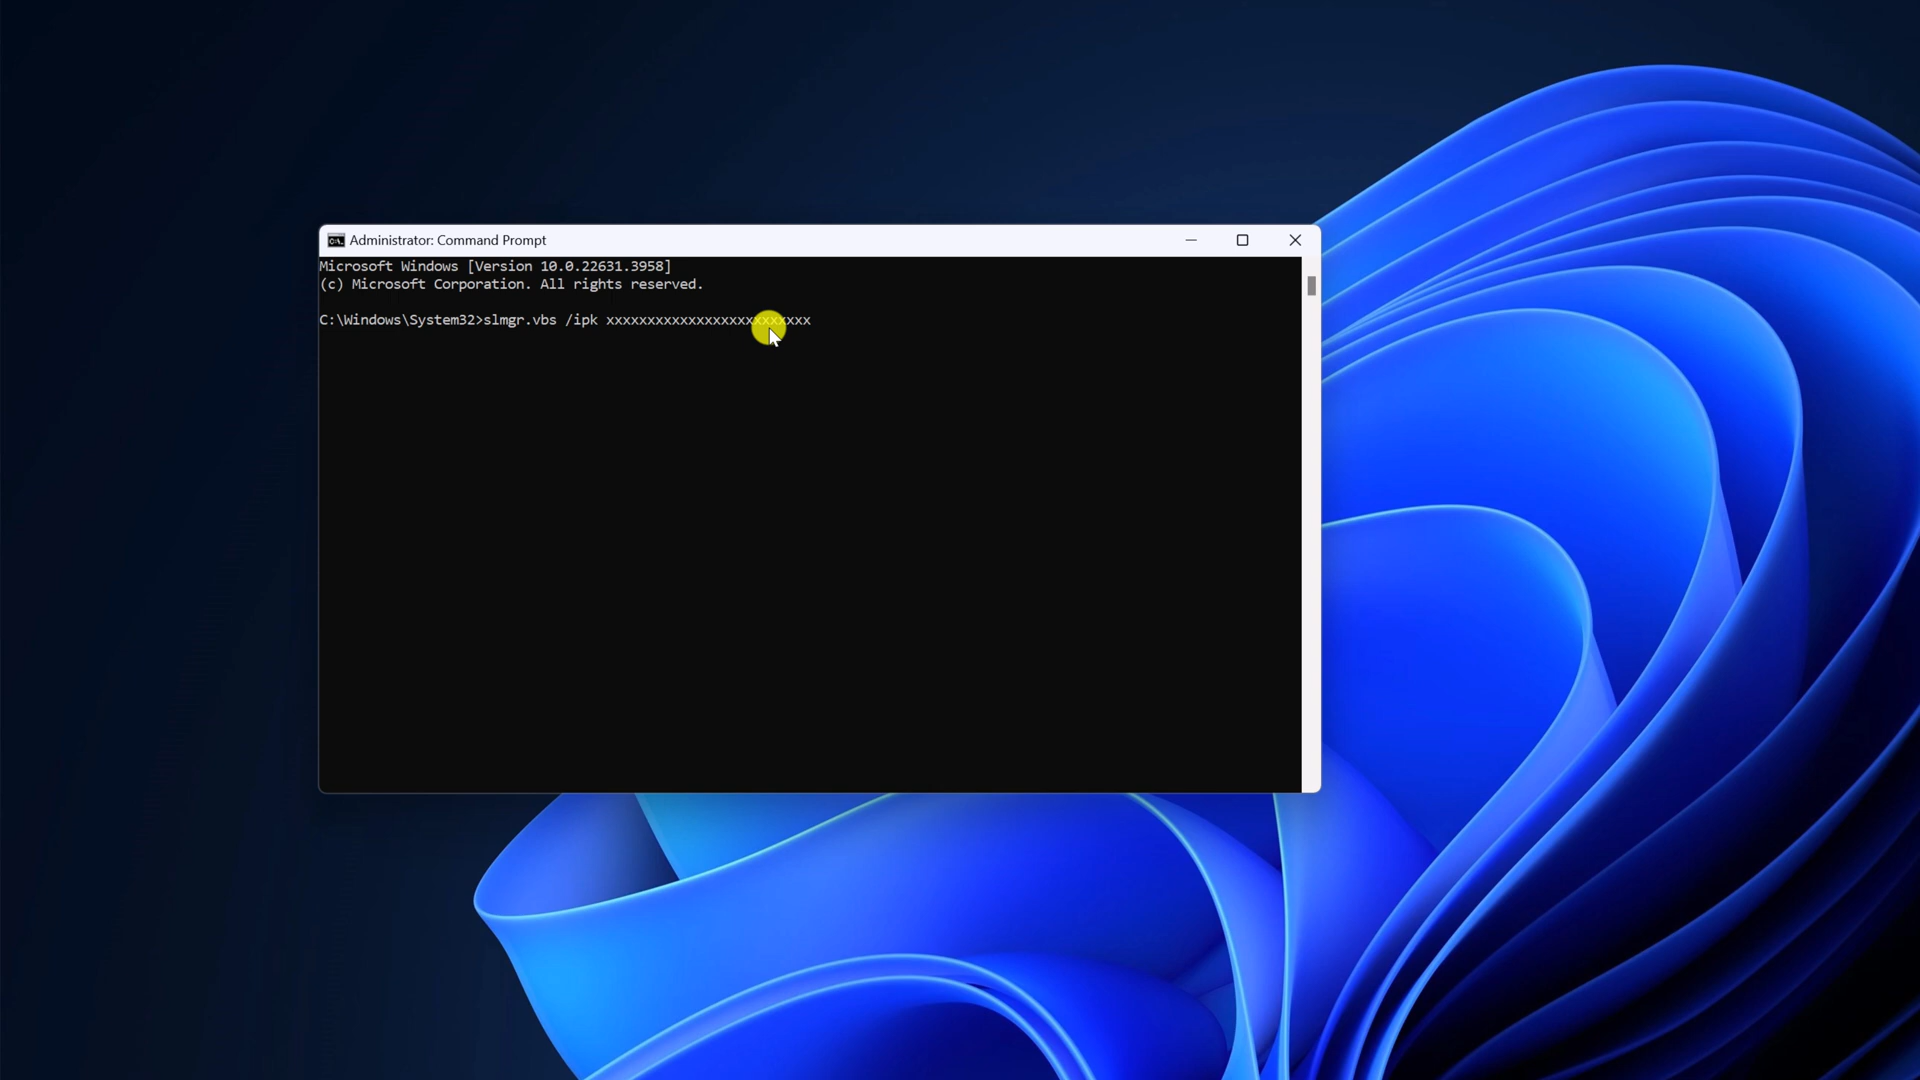 Administrator: Command Prompt
Microsoft Windows [Version 10.0.22631.3958]
(c) Microsoft Corporation. All rights reserved.
C:\Windows\System32>slmgr.vbs /ipk xxxxxxxxxxxxxxxxxxxxxxxxx